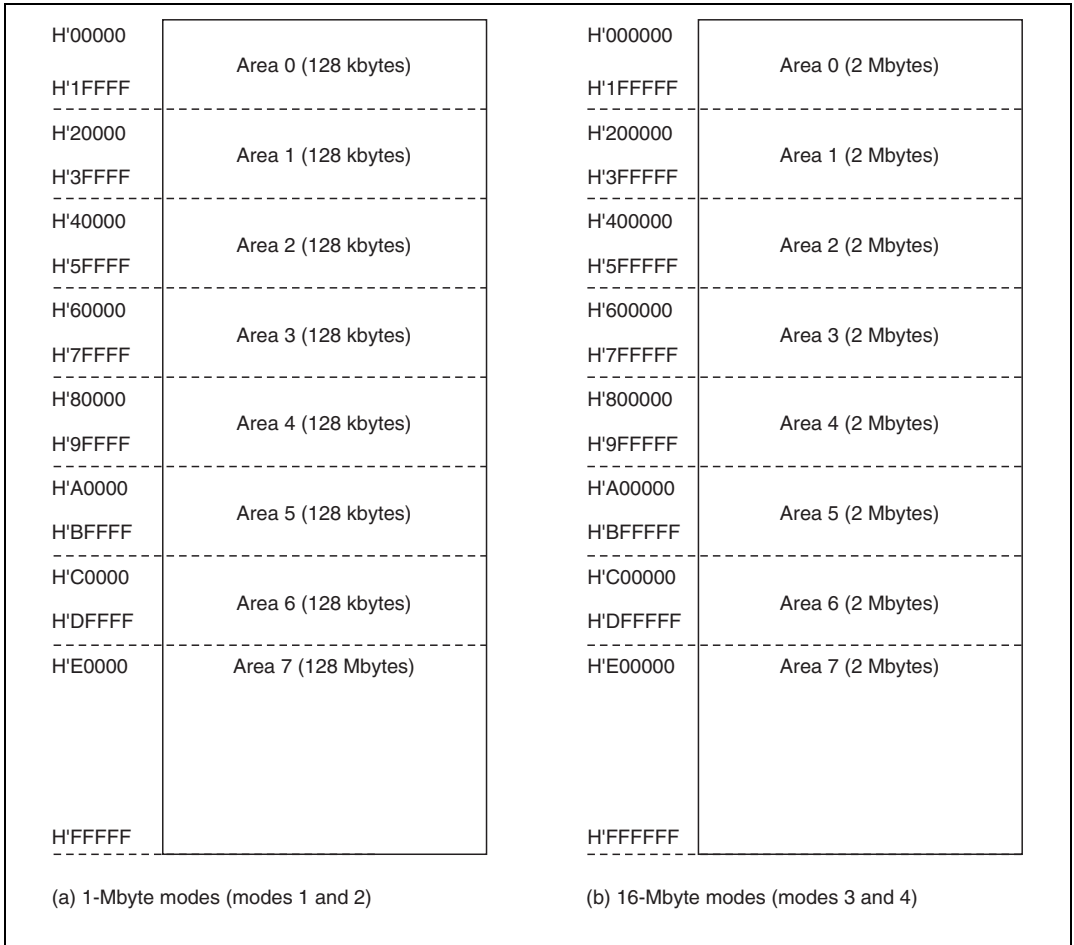 H'00000
Area 0 (128 kbytes)
H'1FFFF
H'20000
Area 1 (128 kbytes)
H'3FFFF
H'40000
Area 2 (128 kbytes)
H'5FFFF
H'60000
Area 3 (128 kbytes)
H'7FFFF
H'80000
Area 4 (128 kbytes)
H'9FFFF
H'A0000
Area 5 (128 kbytes)
H'BFFFF
H'C0000
Area 6 (128 kbytes)
H'DFFFF
H'E0000
Area 7 (128 Mbytes)
H'FFFFF
(a) 1-Mbyte modes (modes 1 and 2)
H'000000
Area 0 (2 Mbytes)
H'1FFFFF
H'200000
Area 1 (2 Mbytes)
H'3FFFFF
H'400000
Area 2 (2 Mbytes)
H'5FFFFF
H'600000
Area 3 (2 Mbytes)
H'7FFFFF
H'800000
Area 4 (2 Mbytes)
H'9FFFFF
H'A00000
Area 5 (2 Mbytes)
H'BFFFFF
H'C00000
Area 6 (2 Mbytes)
H'DFFFFF
H'E00000
Area 7 (2 Mbytes)
H'FFFFFF
(b) 16-Mbyte modes (modes 3 and 4)